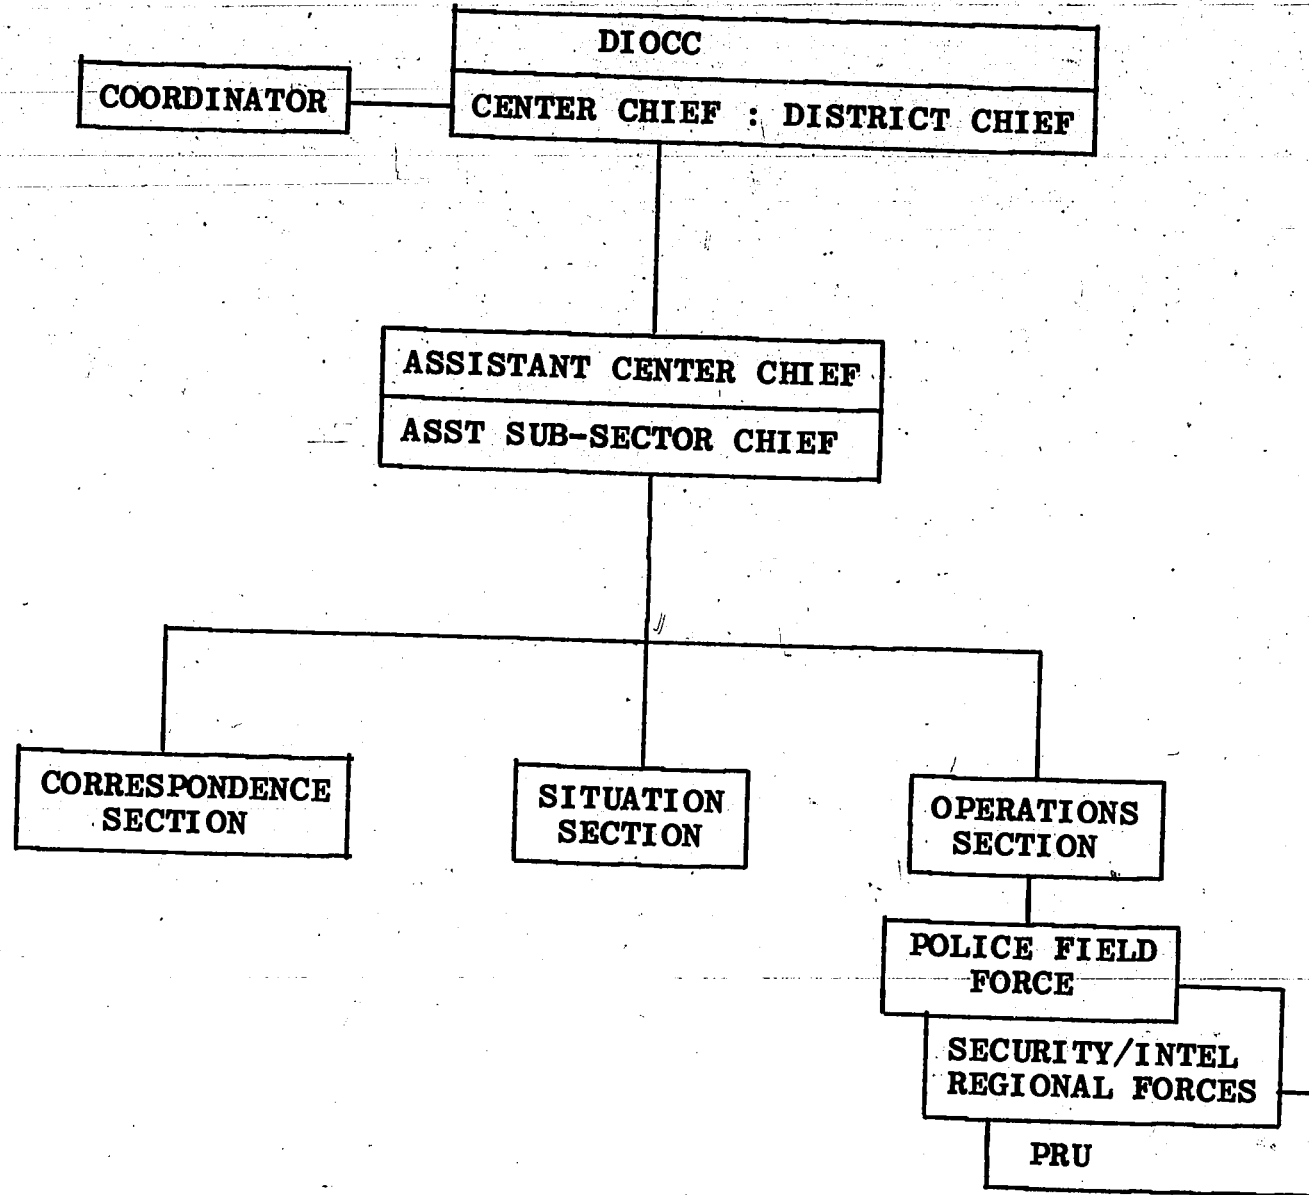 DIOCC
COORDINATOR
CENTER CHIEF : DISTRICT CHIEF
ASSISTANT CENTER CHIEF
ASST SUB-SECTOR CHIEF
CORRESPONDENCE
SECTION
SITUATION
SECTION
OPERATIONS
SECTION
POLICE FIELD
FORCE
SECURITY/INTEL
REGIONAL FORCES
PRU